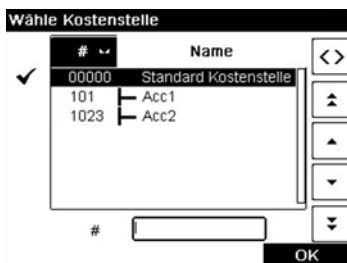 Wähle Kostenstelle
# Name
00000 Standard Kostenstelle
101 Acc1
1023 Acc2
#
OK